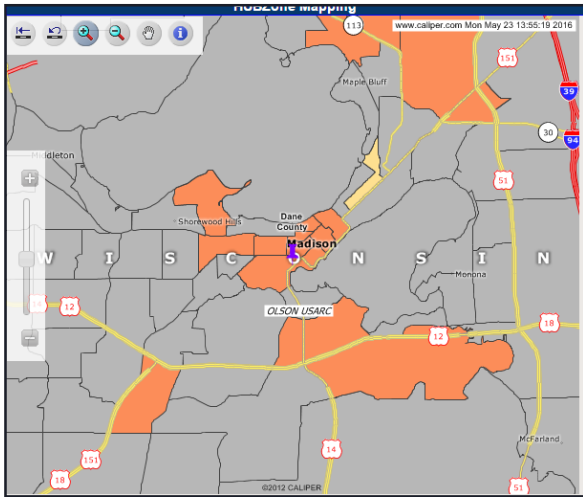 HUBZone Mapping
www.caliper.com Mon May 23 13:55:19 2016
113
151
Maple Bluff
39
30
94
Middleton
51
Shorewood Hills
Dane
County
Madison
W I S C O N S I N
Monona
OLSON USARC
12
18
12
McFarland
151
14
18
51
©2012 CALIPER